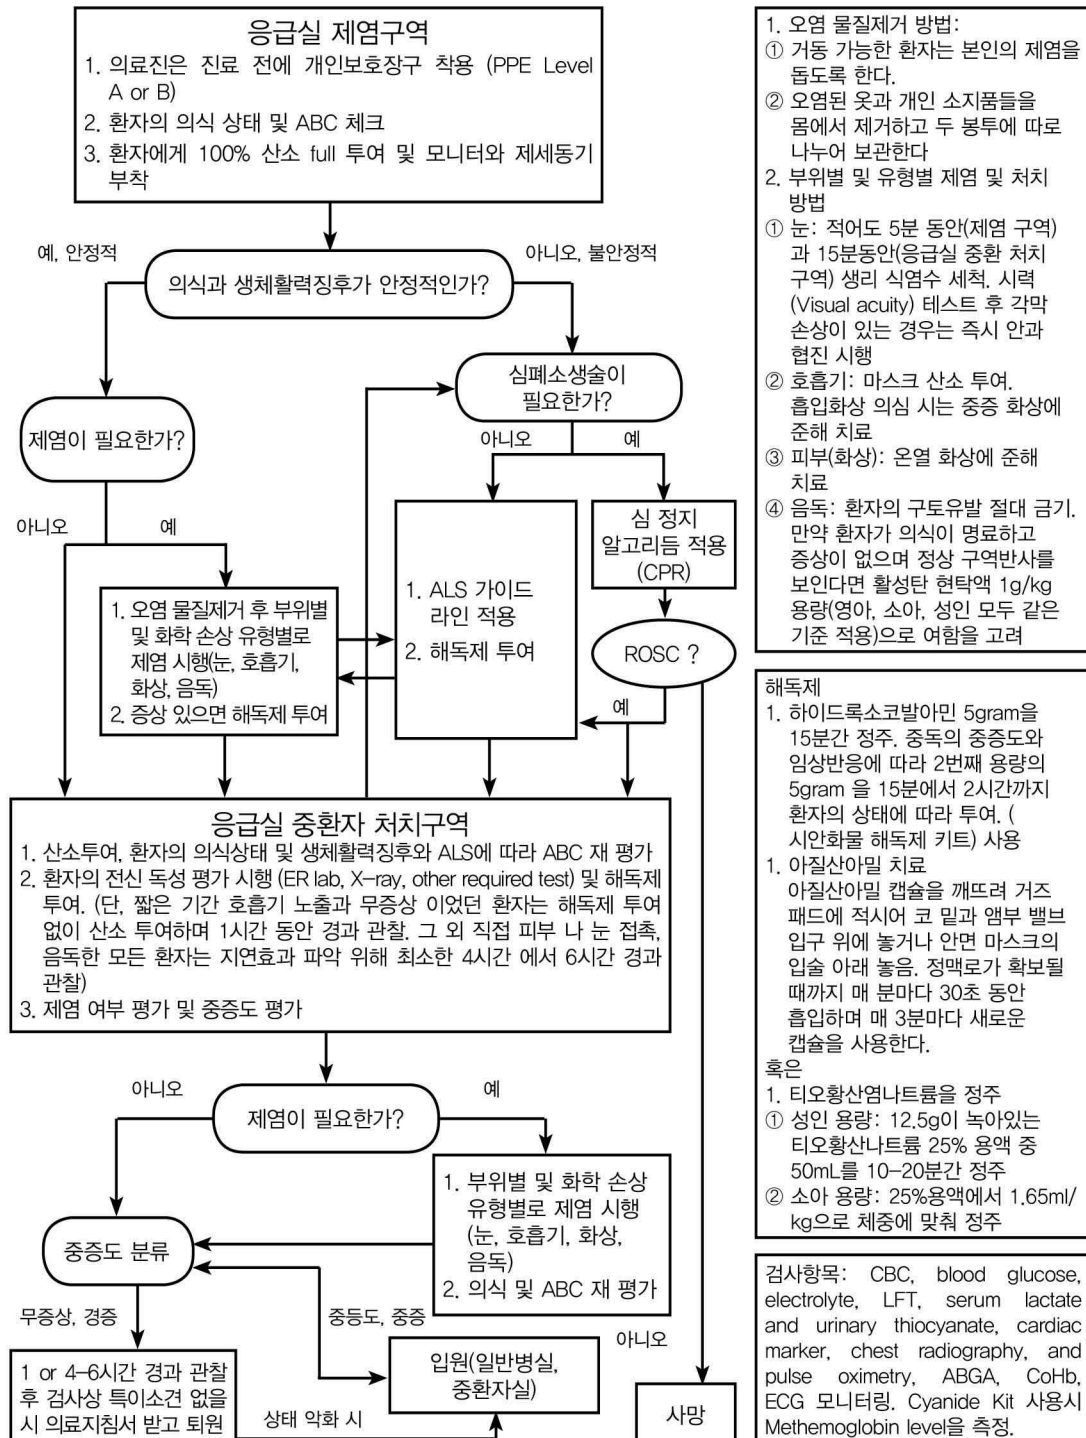 응급실 제염구역
1. 의료진은 진료 전에 개인보호장구 착용 (PPE Level
A or B)
2. 환자의 의식 상태 및 ABC 체크
3. 환자에게 100% 산소 full 투여 및 모니터와 제세동기
부착
예, 안정적
아니오, 불안정적
의식과 생체활력징후가 안정적인가?
심폐소생술이
필요한가?
제염이 필요한가?
아니오
예
아니오
예
심 정지
알고리듬 적용
(CPR)
1. ALS 가이드
라인 적용
2. 해독제 투여
1. 오염 물질제거 후 부위별
및 화학 손상 유형별로
제염 시행(눈, 호흡기,
화상, 음독)
2. 증상 있으면 해독제 투여
ROSC ?
예
응급실 중환자 처치구역
1. 산소투여, 환자의 의식상태 및 생체활력징후와 ALS에 따라 ABC 재 평가
2. 환자의 전신 독성 평가 시행 (ER lab, X-ray, other required test) 및 해독제
투여. (단, 짧은 기간 호흡기 노출과 무증상 이었던 환자는 해독제 투여
없이 산소 투여하며 1시간 동안 경과 관찰. 그 외 직접 피부 나 눈 접촉,
음독한 모든 환자는 지연효과 파악 위해 최소한 4시간 에서 6시간 경과
관찰)
3. 제염 여부 평가 및 중증도 평가
아니오
예
제염이 필요한가?
1. 부위별 및 화학 손상
유형별로 제염 시행
(눈, 호흡기, 화상,
음독)
2. 의식 및 ABC 재 평가
중증도 분류
무증상, 경증
중등도, 중증
아니오
1 or 4-6시간 경과 관찰
후 검사상 특이소견 없을
시 의료지침서 받고 퇴원
상태 악화 시
입원(일반병실,
중환자실)
사망
1. 오염 물질제거 방법:
① 거동 가능한 환자는 본인의 제염을
돕도록 한다.
② 오염된 옷과 개인 소지품들을
몸에서 제거하고 두 봉투에 따로
나누어 보관한다
2. 부위별 및 유형별 제염 및 처치
방법
① 눈: 적어도 5분 동안(제염 구역)
과 15분동안(응급실 중환 처치
구역) 생리 식염수 세척. 시력
(Visual acuity) 테스트 후 각막
손상이 있는 경우는 즉시 안과
협진 시행
② 호흡기: 마스크 산소 투여.
흡입화상 의심 시는 중증 화상에
준해 치료
③ 피부(화상): 온열 화상에 준해
치료
④ 음독: 환자의 구토유발 절대 금기.
만약 환자가 의식이 명료하고
증상이 없으며 정상 구역반사를
보인다면 활성탄 현탁액 1g/kg
용량(영아, 소아, 성인 모두 같은
기준 적용)으로 여함을 고려
해독제
1. 하이드록소코발아민 5gram을
15분간 정주. 중독의 중증도와
임상반응에 따라 2번째 용량의
5gram 을 15분에서 2시간까지
환자의 상태에 따라 투여. (
시안화물 해독제 키트) 사용
1. 아질산아밀 치료
아질산아밀 캡슐을 깨뜨려 거즈
패드에 적시어 코 밑과 앰부 밸브
입구 위에 놓거나 안면 마스크의
입술 아래 놓음. 정맥로가 확보될
때까지 매 분마다 30초 동안
흡입하며 매 3분마다 새로운
캡슐을 사용한다.
혹은
1. 티오황산염나트륨을 정주
① 성인 용량: 12.5g이 녹아있는
티오황산나트륨 25% 용액 중
50mL를 10-20분간 정주
② 소아 용량: 25%용액에서 1.65ml/
kg으로 체중에 맞춰 정주
검사항목: CBC, blood glucose,
electrolyte, LFT, serum lactate
and urinary thiocyanate, cardiac
marker, chest radiography, and
pulse oximetry, ABGA, CoHb,
ECG 모니터링. Cyanide Kit 사용시
Methemoglobin level을 측정.